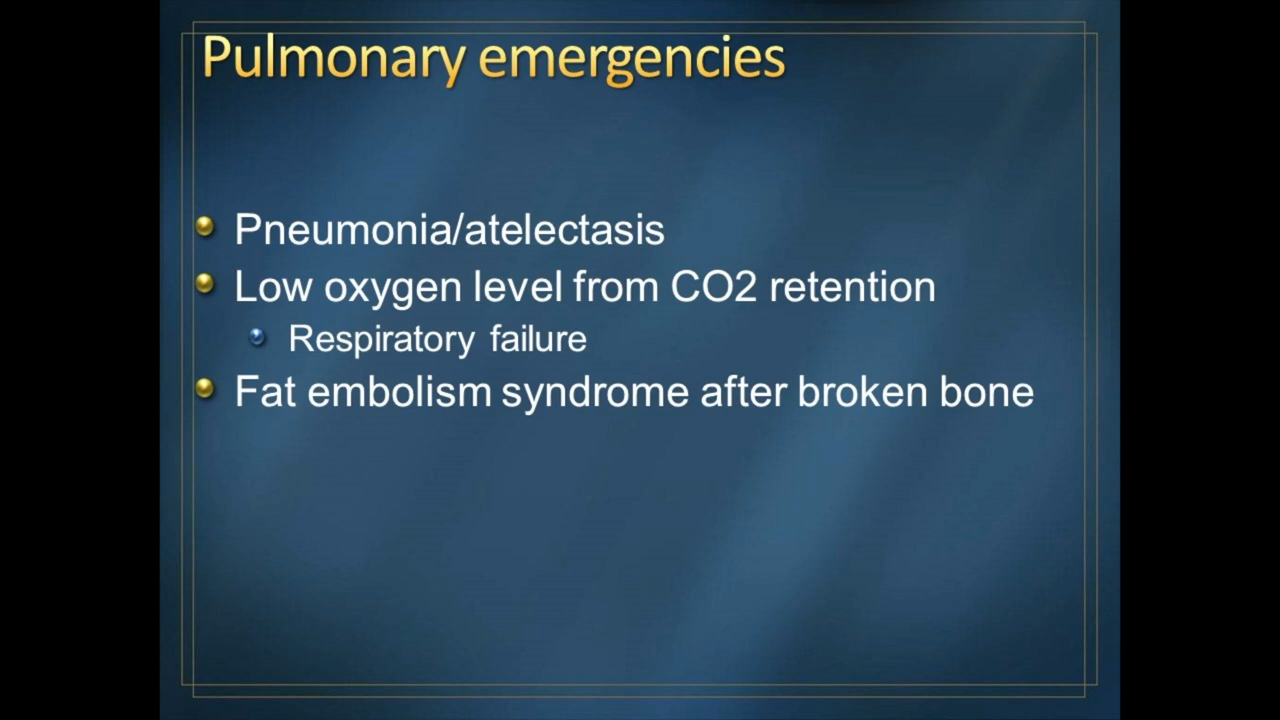 Pulmonary emergencies
Pneumonia/atelectasis
Low oxygen level from CO2 retention
Respiratory failure
Fat embolism syndrome after broken bone